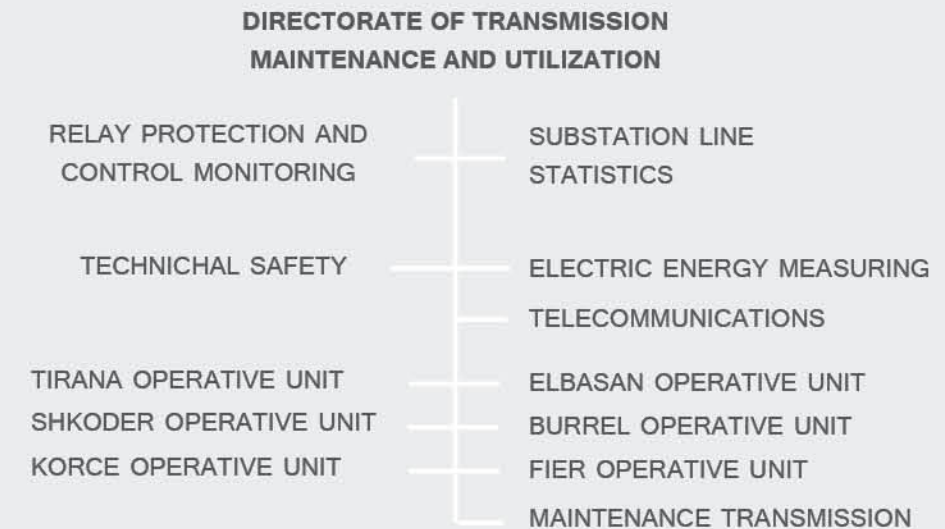 DIRECTORATE OF TRANSMISSION
MAINTENANCE AND UTILIZATION
RELAY PROTECTION AND
CONTROL MONITORING
SUBSTATION LINE
STATISTICS
TECHNICHAL SAFETY
ELECTRIC ENERGY MEASURING
TELECOMMUNICATIONS
TIRANA OPERATIVE UNIT
ELBASAN OPERATIVE UNIT
SHKODER OPERATIVE UNIT
BURREL OPERATIVE UNIT
KORCE OPERATIVE UNIT
FIER OPERATIVE UNIT
MAINTENANCE TRANSMISSION